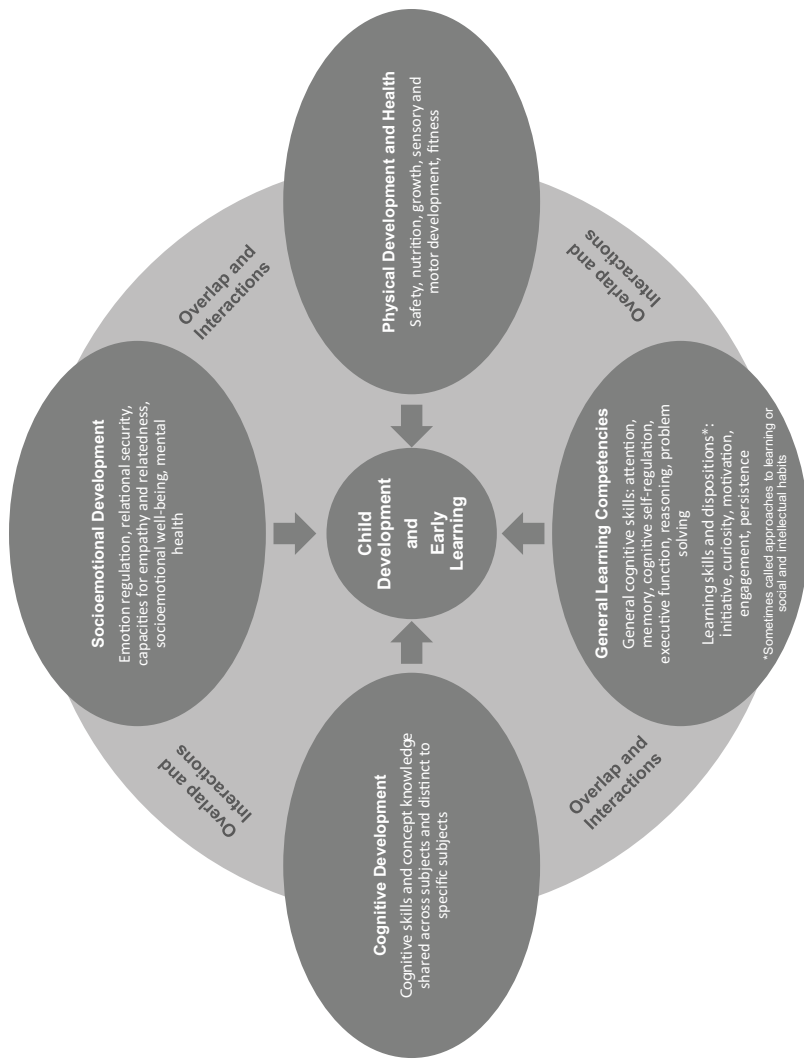 Socioemotional Development
Emotion regulation, relational security,
capacities for empathy and relatedness,
socioemotional well-being, mental
health
Overlap and
Interactions
Overlap and
Interactions
Cognitive Development
Cognitive skills and concept knowledge
shared across subjects and distinct to
specific subjects
Child
Development
and
Early
Learning
Physical Development and Health
Safety, nutrition, growth, sensory and
motor development, fitness
Overlap and
Interactions
Overlap and
Interactions
General Learning Competencies
General cognitive skills: attention,
memory, cognitive self-regulation,
executive function, reasoning, problem
solving
Learning skills and dispositions*:
initiative, curiosity, motivation,
engagement, persistence
*Sometimes called approaches to learning or
social and intellectual habits